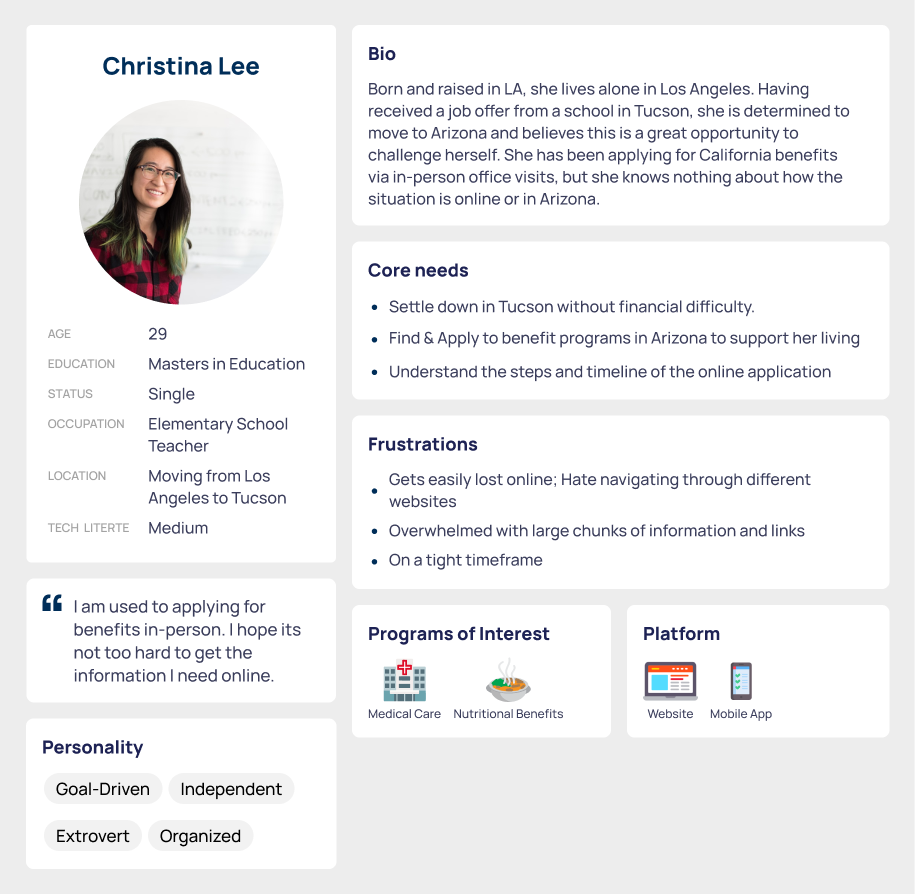 Christina Lee
AGE 29
EDUCATION Masters in Education
STATUS Single
OCCUPATION Elementary School
Teacher
LOCATION Moving from Los
Angeles to Tucson
TECH LITERTE Medium
“ I am used to applying for
benefits in-person. I hope its
not too hard to get the
information I need online.
Personality
Goal-Driven Independent
Extrovert Organized
Bio
Born and raised in LA, she lives alone in Los Angeles. Having
received a job offer from a school in Tucson, she is determined to
move to Arizona and believes this is a great opportunity to
challenge herself. She has been applying for California benefits
via in-person office visits, but she knows nothing about how the
situation is online or in Arizona.
Core needs
• Settle down in Tucson without financial difficulty.
• Find & Apply to benefit programs in Arizona to support her living
• Understand the steps and timeline of the online application
Frustrations
• Gets easily lost online; Hate navigating through different
websites
• Overwhelmed with large chunks of information and links
• On a tight timeframe
Programs of Interest
Medical Care Nutritional Benefits
Platform
Website Mobile App